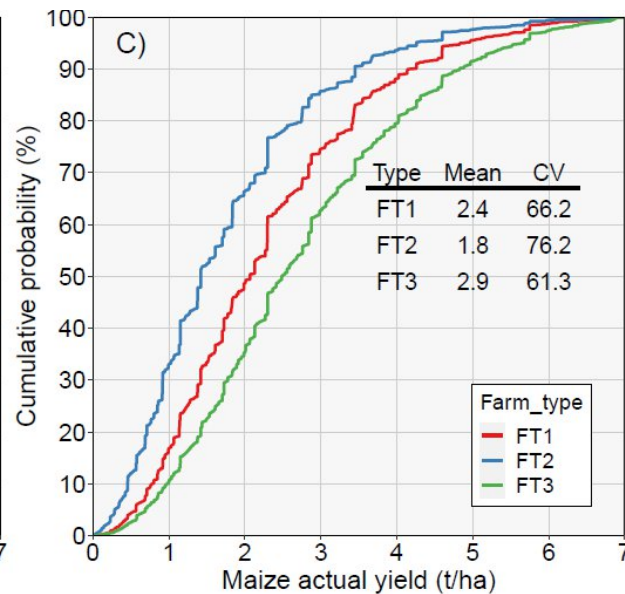 C)
Cumulative probability (%)
100
90
80
70
60
50
40
30
20
10
0
Type Mean CV
FT1 2.4 66.2
FT2 1.8 76.2
FT3 2.9 61.3
Farm_type
FT1
FT2
FT3
7 0 1 2 3 4 5 6 7
Maize actual yield (t/ha)